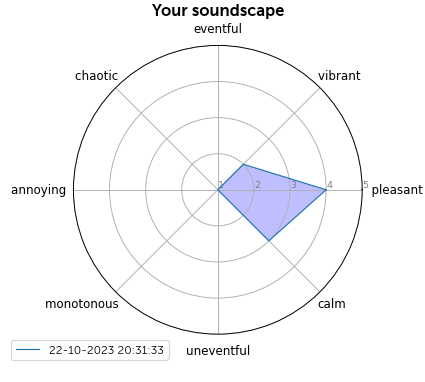 Your soundscape
eventful
chaotic
vibrant
annoying
1 2 3 4 5
pleasant
monotonous
calm
22-10-2023 20:31:33
uneventful